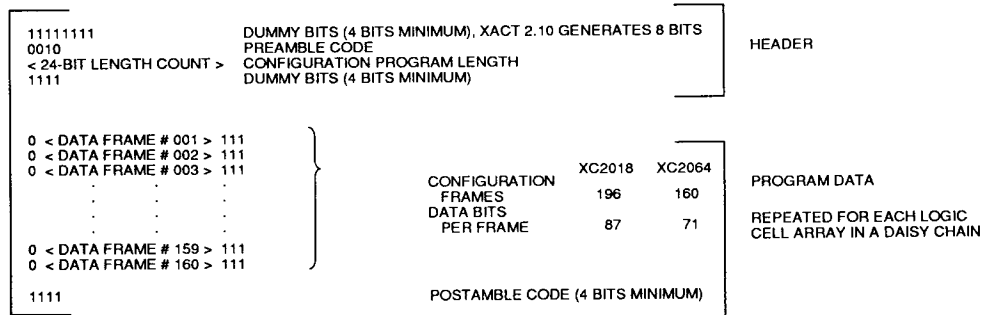 11111111 DUMMY BITS (4 BITS MINIMUM), XACT 2.10 GENERATES 8 BITS
0010 PREAMBLE CODE
< 24-BIT LENGTH COUNT > CONFIGURATION PROGRAM LENGTH
1111 DUMMY BITS (4 BITS MINIMUM)
HEADER
0 < DATA FRAME # 001 > 111
0 < DATA FRAME # 002 > 111
0 < DATA FRAME # 003 > 111
. . .
. . .
. . .
. . .
0 < DATA FRAME # 159 > 111
0 < DATA FRAME # 160 > 111
XC2018 XC2064
CONFIGURATION
FRAMES 196 160
DATA BITS
PER FRAME 87 71
PROGRAM DATA
REPEATED FOR EACH LOGIC
CELL ARRAY IN A DAISY CHAIN
1111 POSTAMBLE CODE (4 BITS MINIMUM)